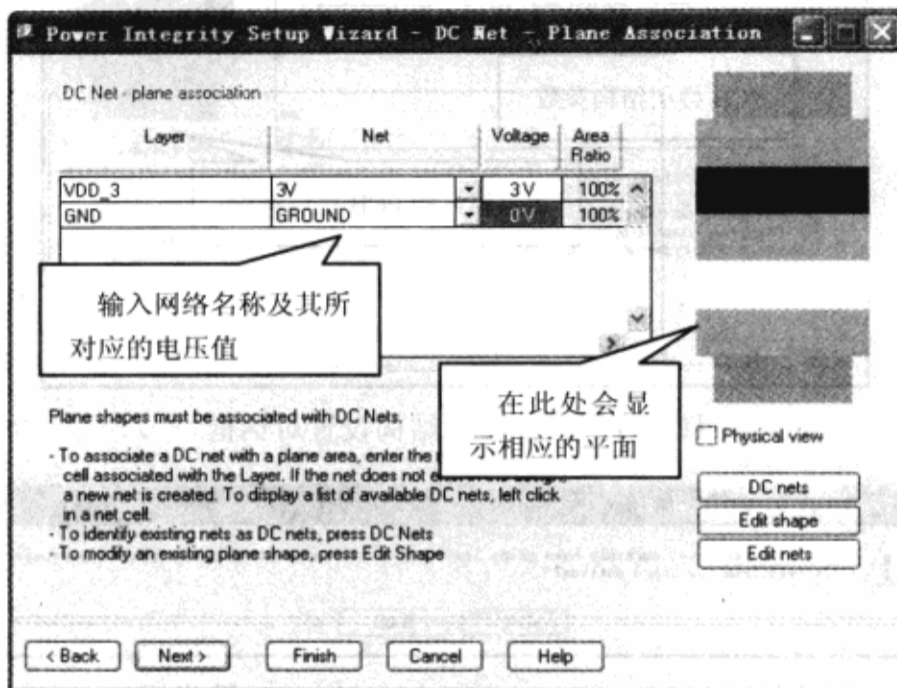 Power Integrity Setup Wizard - DC Net - Plane Association
DC Net - plane association
Layer Net Voltage Area Ratio
VDD_3 3V 3V 100%
GND GROUND 0V 100%
输入网络名称及其所
对应的电压值
在此处会显
示相应的平面
Plane shapes must be associated with DC Nets.
- To associate a DC net with a plane area, enter the
cell associated with the Layer. If the net does not
a new net is created. To display a list of available DC nets, left click
in a net cell.
- To identify existing nets as DC nets, press DC Nets
- To modify an existing plane shape, press Edit Shape
Physical view
DC nets
Edit shape
Edit nets
< Back Next > Finish Cancel Help